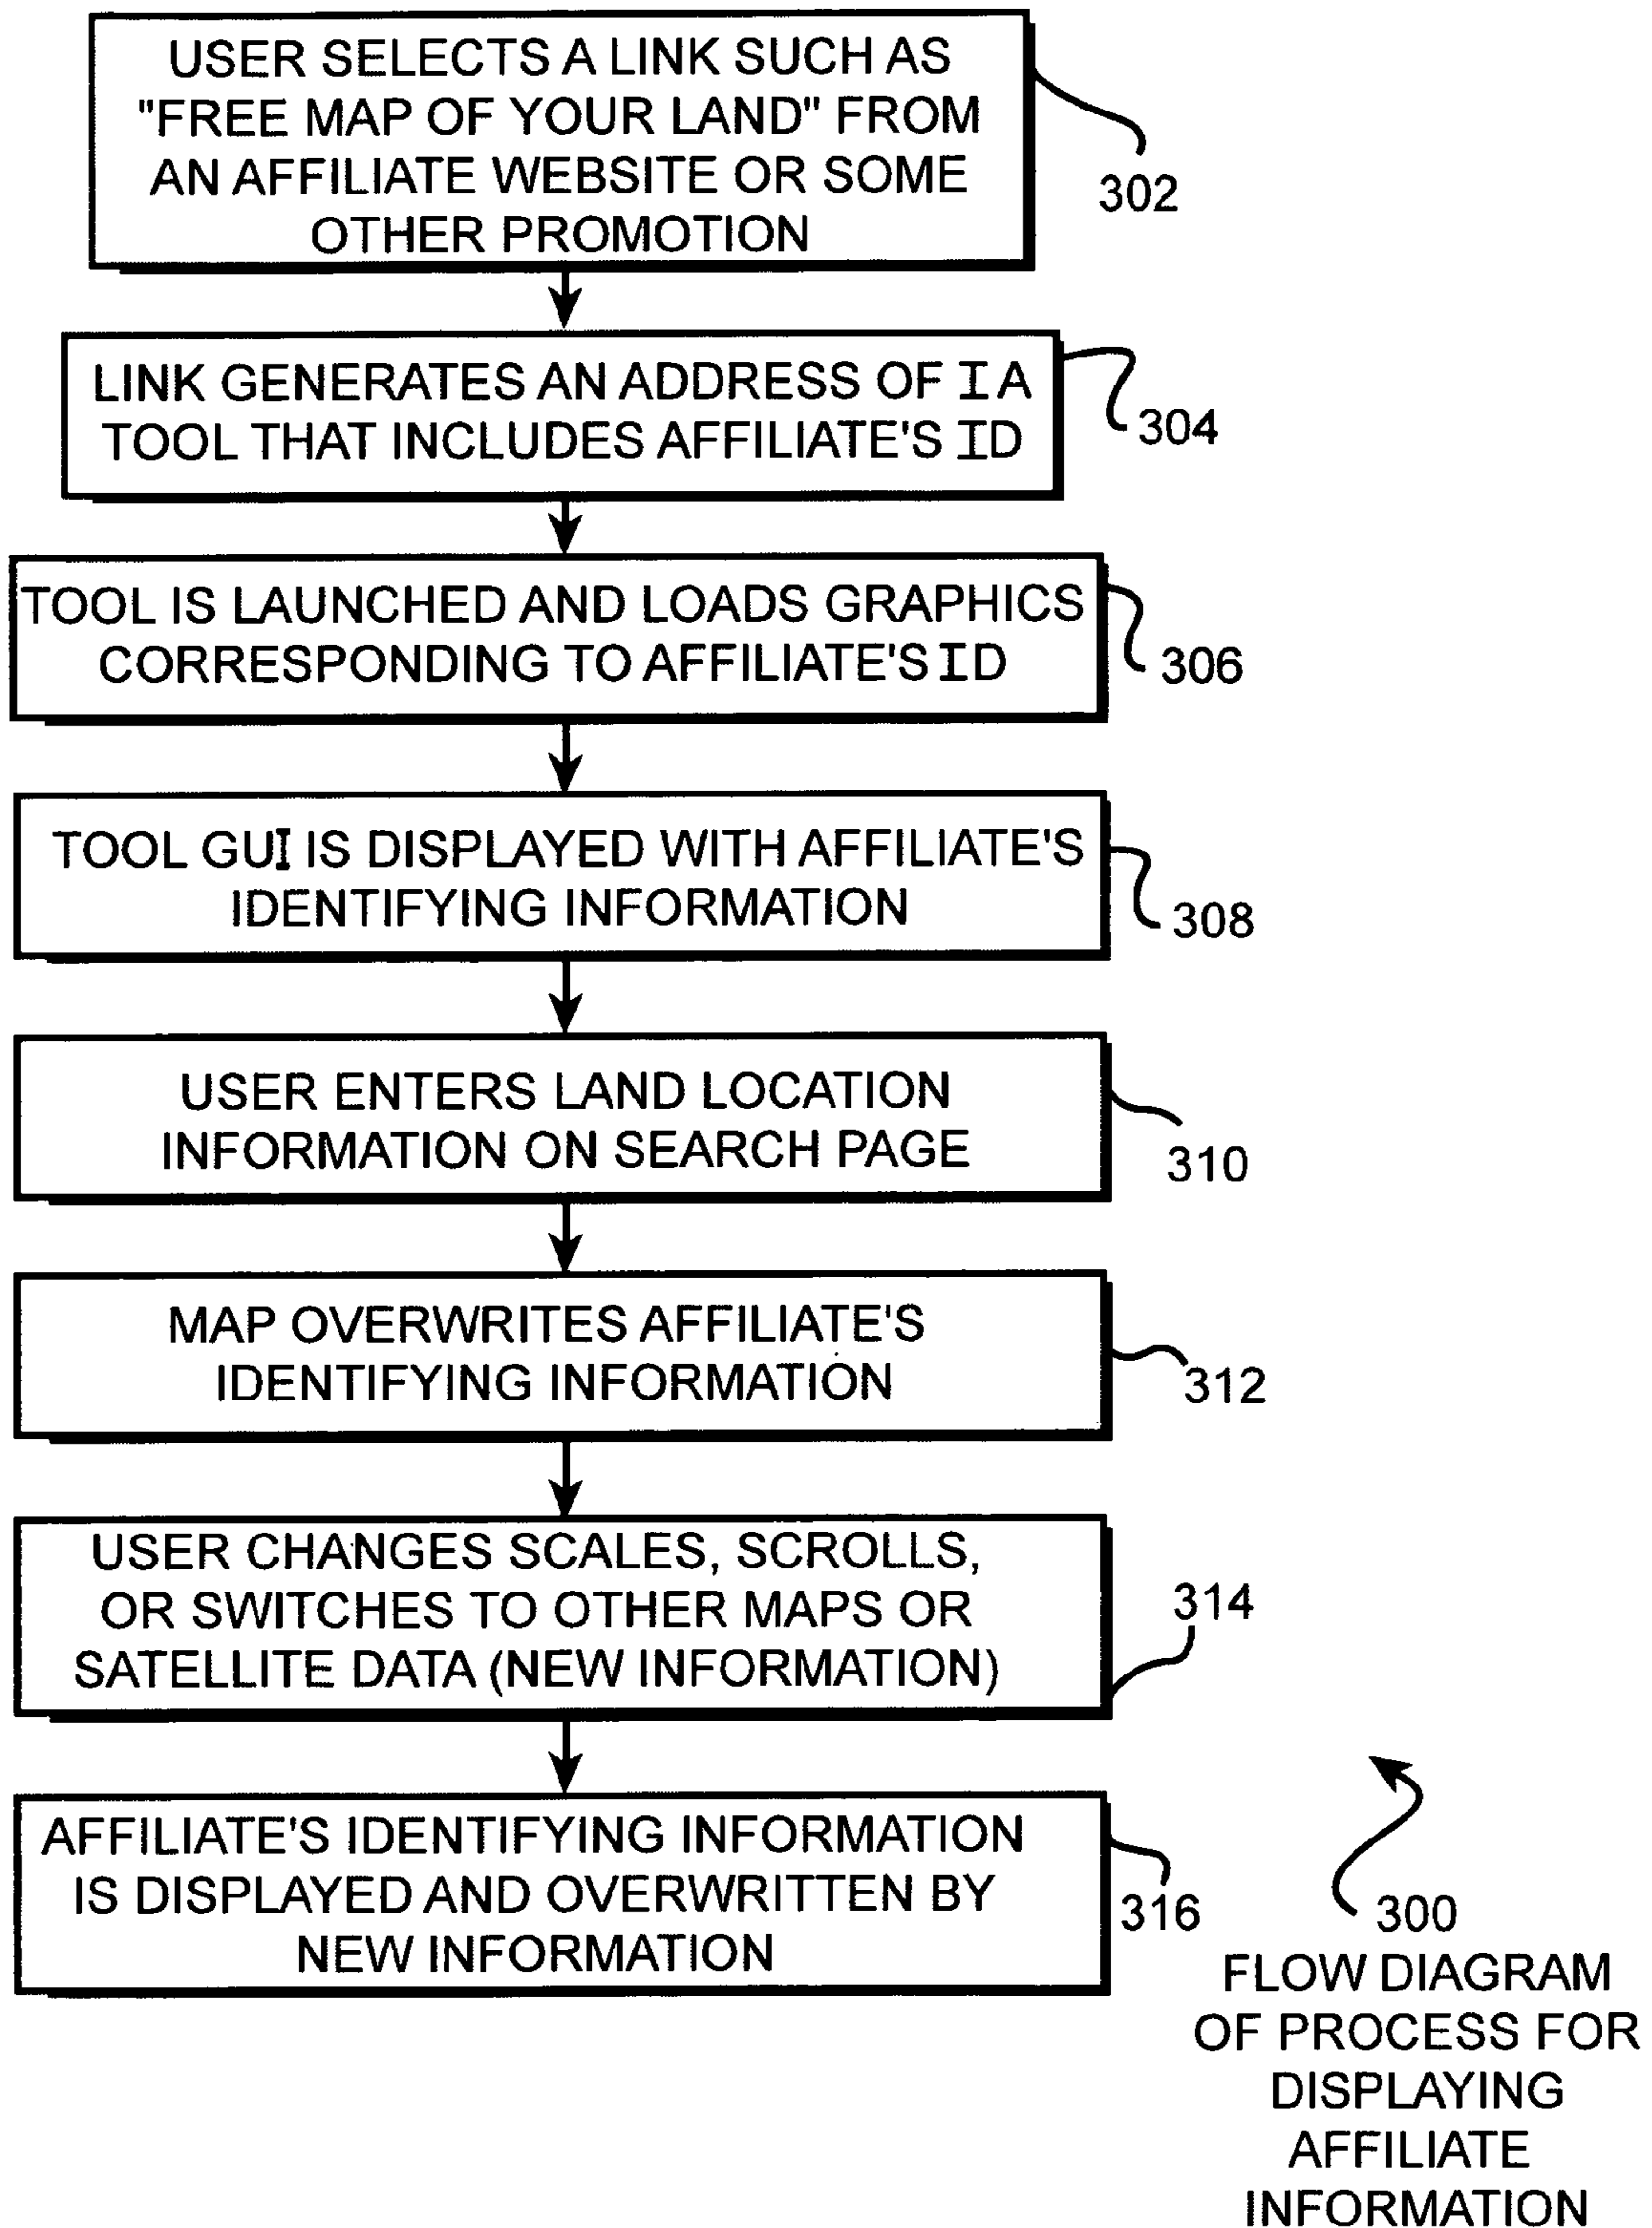 USER SELECTS A LINK SUCH AS
"FREE MAP OF YOUR LAND" FROM
AN AFFILIATE WEBSITE OR SOME
OTHER PROMOTION
302
LINK GENERATES AN ADDRESS OF IA
TOOL THAT INCLUDES AFFILIATE'S ID
304
TOOL IS LAUNCHED AND LOADS GRAPHICS
CORRESPONDING TO AFFILIATE'S ID
306
TOOL GUI IS DISPLAYED WITH AFFILIATE'S
IDENTIFYING INFORMATION
308
USER ENTERS LAND LOCATION
INFORMATION ON SEARCH PAGE
310
MAP OVERWRITES AFFILIATE'S
IDENTIFYING INFORMATION
312
USER CHANGES SCALES, SCROLLS,
OR SWITCHES TO OTHER MAPS OR
SATELLITE DATA (NEW INFORMATION)
314
AFFILIATE'S IDENTIFYING INFORMATION
IS DISPLAYED AND OVERWRITTEN BY
NEW INFORMATION
316
300
FLOW DIAGRAM
OF PROCESS FOR
DISPLAYING
AFFILIATE
INFORMATION